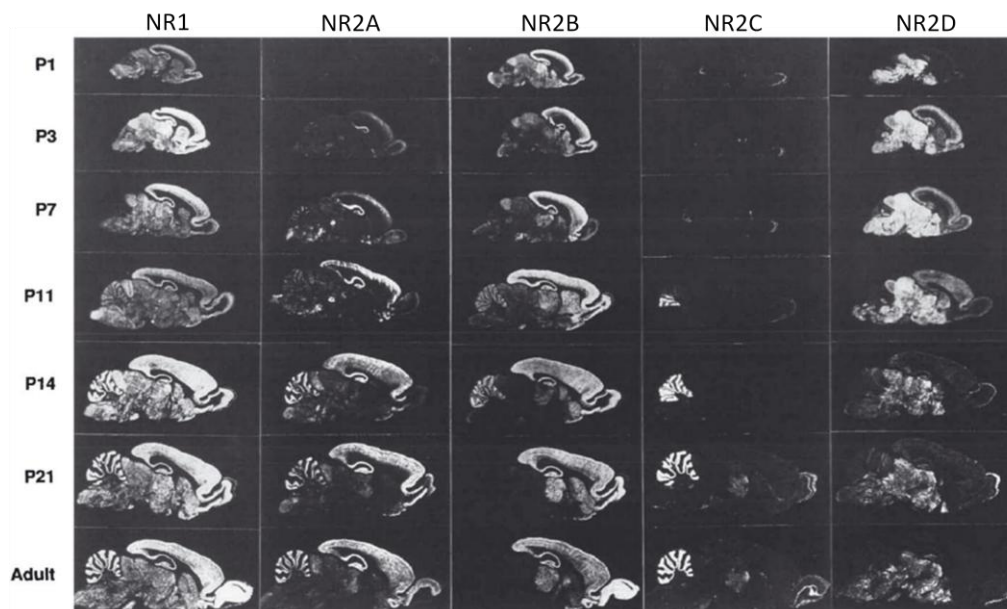 NR1 NR2A NR2B NR2C NR2D
P1
P3
P7
P11
P14
P21
Adult